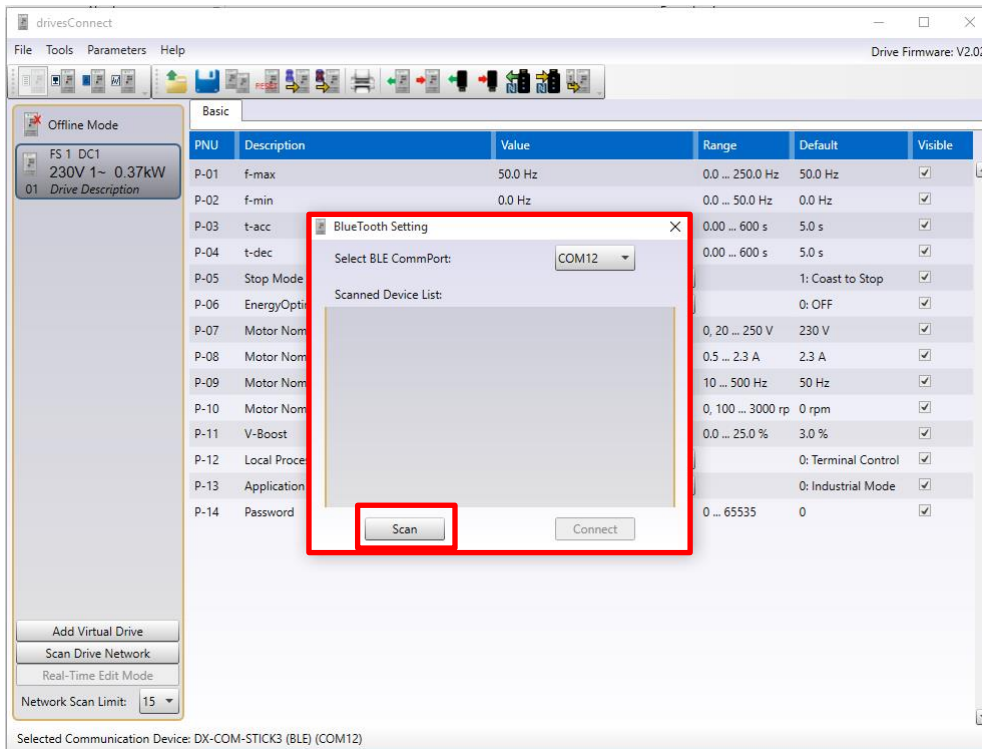 drivesConnect
File Tools Parameters Help
Drive Firmware: V2.02
RESET
Offline Mode
FS 1 DC1
230V 1~ 0.37kW
01 Drive Description
Basic
PNU Description Value Range Default Visible
P-01 f-max 50.0 Hz 0.0 ... 250.0 Hz 50.0 Hz
P-02 f-min 0.0 Hz 0.0 ... 50.0 Hz 0.0 Hz
P-03 t-acc 0.00 ... 600 s 5.0 s
P-04 t-dec 0.00 ... 600 s 5.0 s
P-05 Stop Mode 1: Coast to Stop
P-06 EnergyOpti 0: OFF
P-07 Motor Nom 0, 20 ... 250 V 230 V
P-08 Motor Nom 0.5 ... 2.3 A 2.3 A
P-09 Motor Nom 10 ... 500 Hz 50 Hz
P-10 Motor Nom 0, 100 ... 3000 rp 0 rpm
P-11 V-Boost 0.0 ... 25.0 % 3.0 %
P-12 Local Proce 0: Terminal Control
P-13 Application 0: Industrial Mode
P-14 Password 0 ... 65535 0
BlueTooth Setting
Select BLE CommPort: COM12
Scanned Device List:
Scan Connect
Add Virtual Drive
Scan Drive Network
Real-Time Edit Mode
Network Scan Limit: 15
Selected Communication Device: DX-COM-STICK3 (BLE) (COM12)